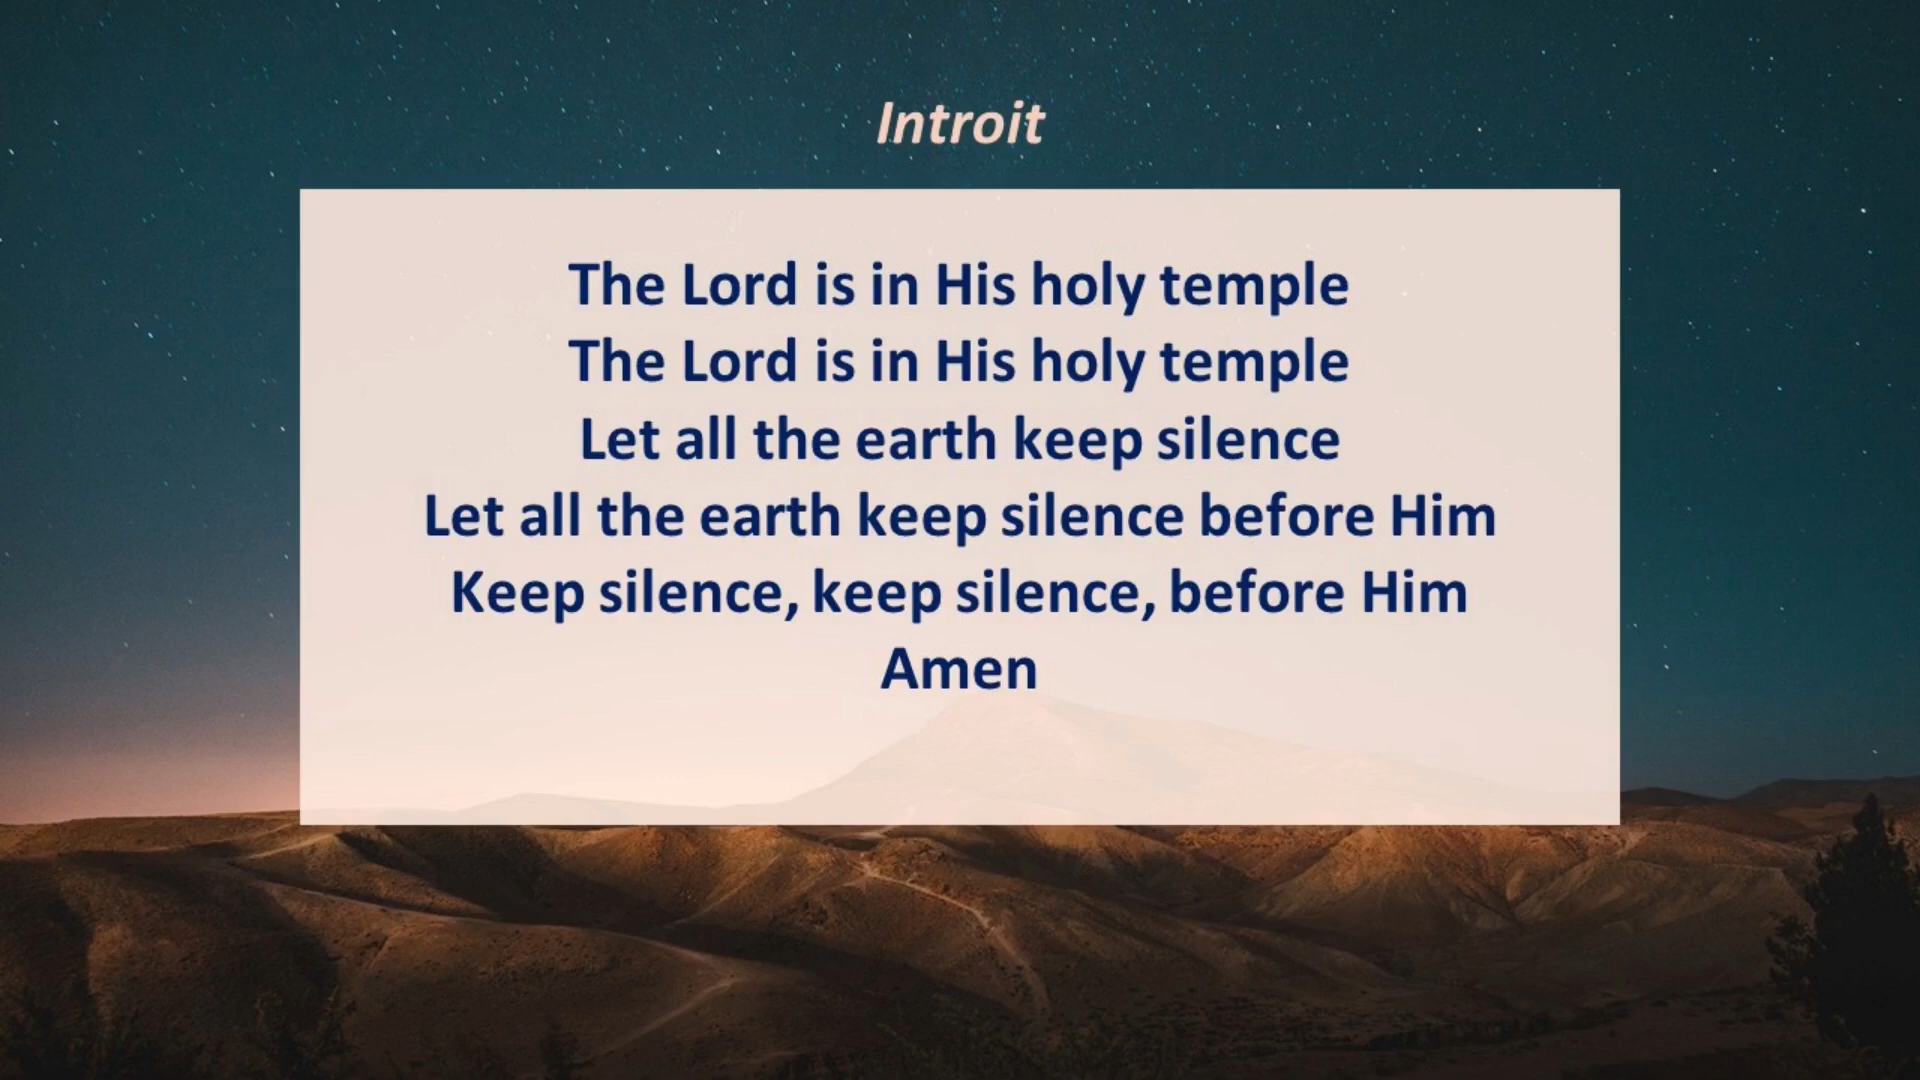 Introit
The Lord is in His holy temple
The Lord is in His holy temple
Let all the earth keep silence
Let all the earth keep silence before Him
Keep silence, keep silence, before Him
Amen